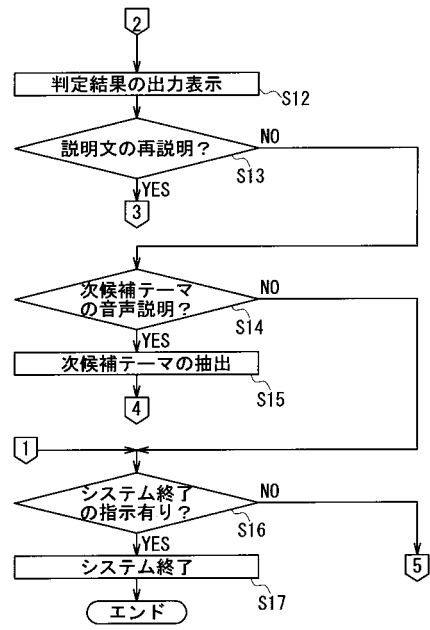 2
判定結果の出力表示
S12
説明文の再説明？
NO
S13
YES
3
次候補テーマ
の音声説明？
NO
S14
YES
次候補テーマの抽出
S15
4
1
システム終了
の指示有り？
NO
S16
YES
5
システム終了
S17
エンド